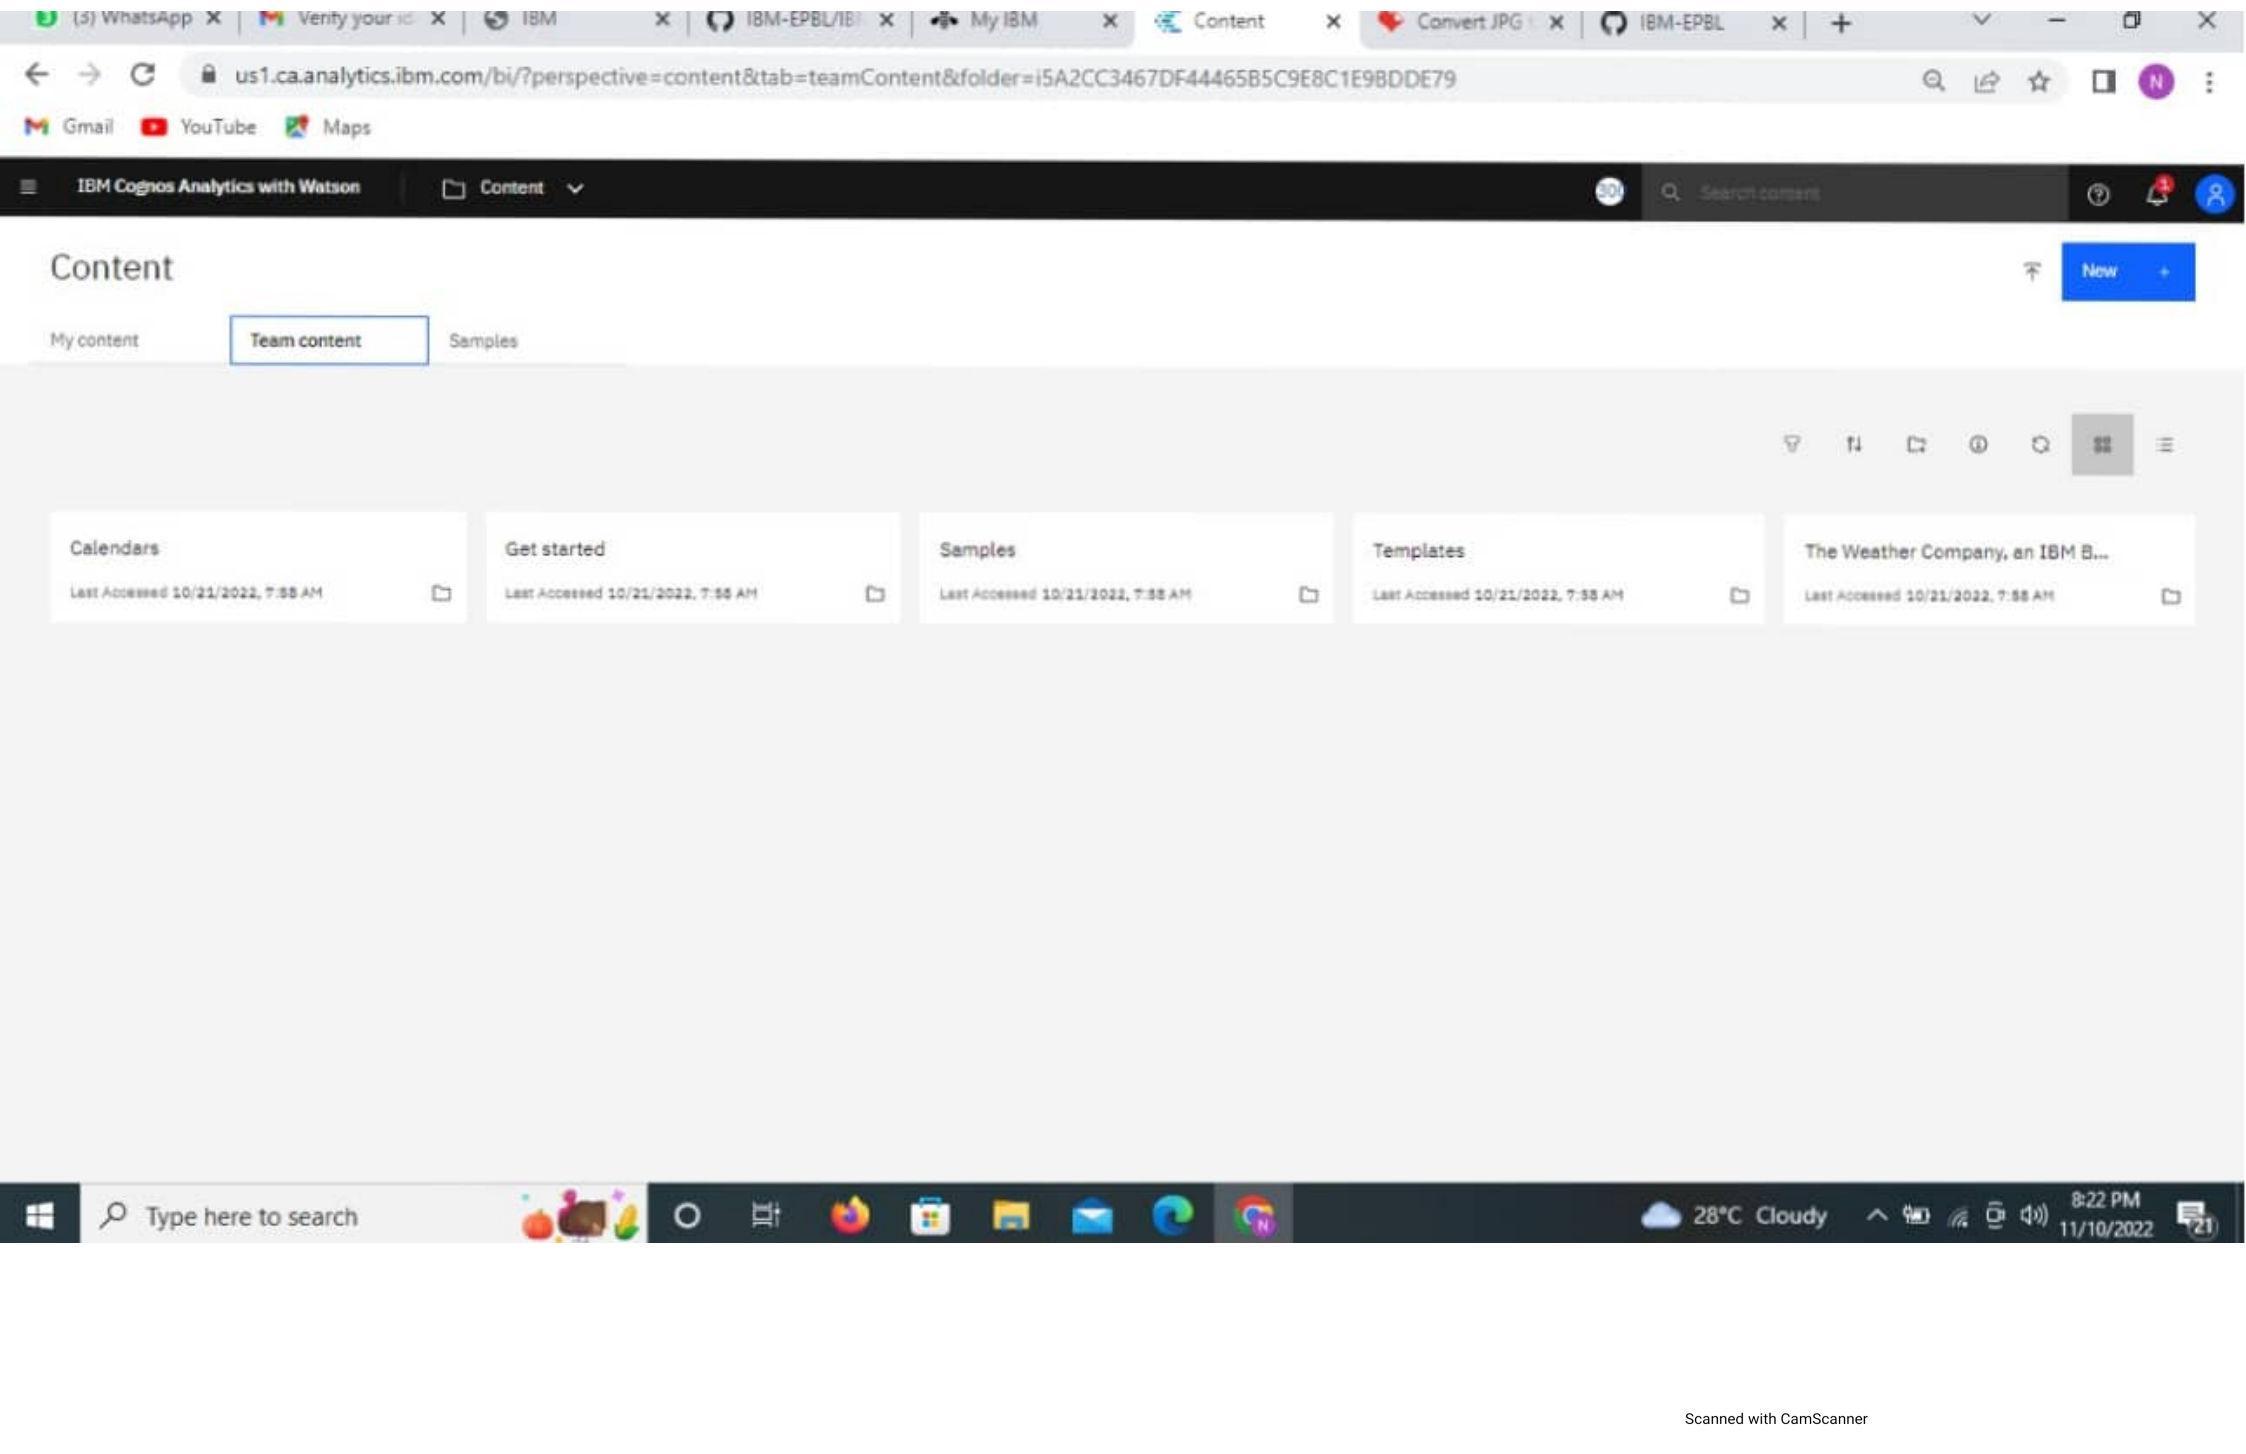 (3) WhatsApp
Verify your id
IBM
IBM-EPBL/IB
My IBM
Content
Convert JPG
IBM-EPBL
us1.ca.analytics.ibm.com/bi/?perspective=content&tab=teamContent&folder=i5A2CC3467DF44465B5C9E8C1E9BDDE79
N
Gmail
YouTube
Maps
IBM Cognos Analytics with Watson
Content
Search content
1
Content
New +
My content
Team content
Samples
Calendars
Get started
Samples
Templates
The Weather Company, an IBM B...
Last Accessed 10/21/2022, 7:58 AM
Last Accessed 10/21/2022, 7:58 AM
Last Accessed 10/21/2022, 7:58 AM
Last Accessed 10/21/2022, 7:58 AM
Last Accessed 10/21/2022, 7:58 AM
Type here to search
N
28°C Cloudy
8:22 PM
11/10/2022
21
Scanned with CamScanner